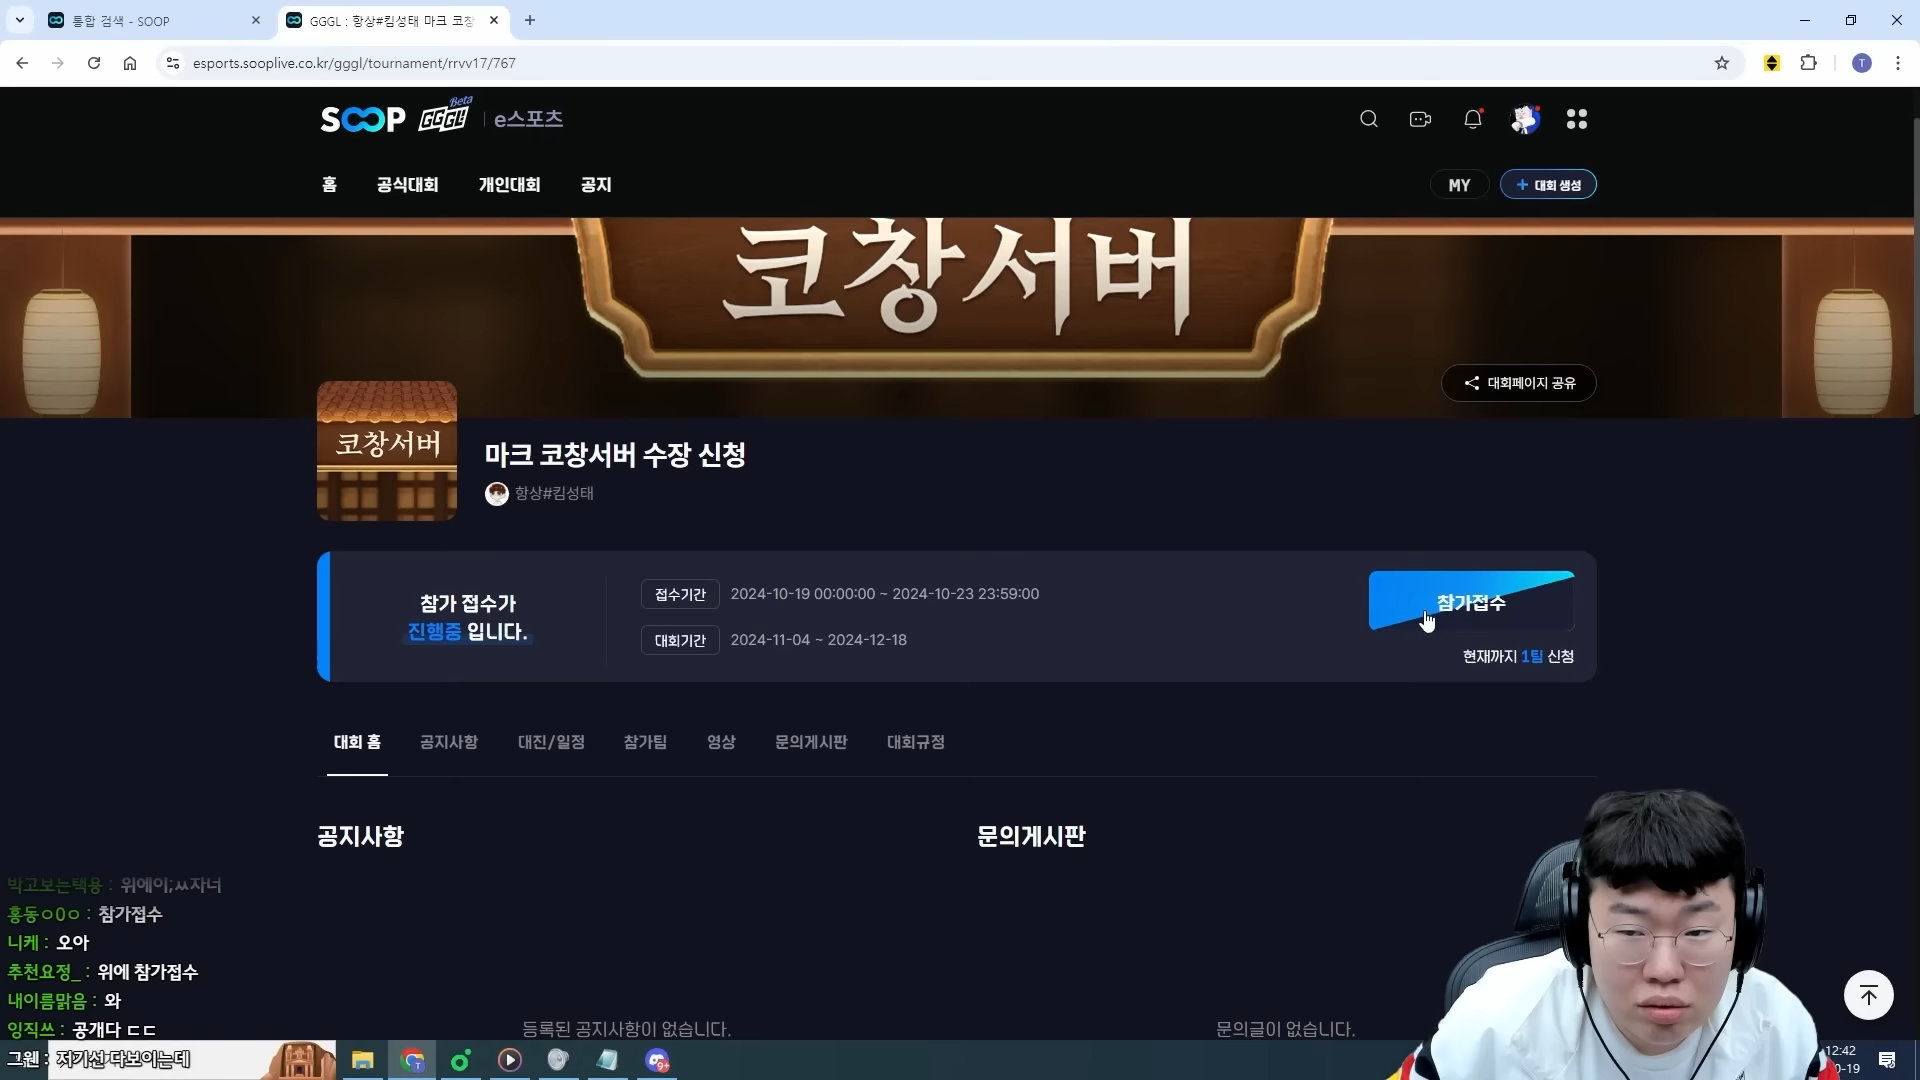 통합 검색 - SOOP
GGGL : 항상#킴성태 마크 코창
esports.sooplive.co.kr/gggl/tournament/rrvv17/767
T
SOOP GGGL Beta e스포츠
홈 공식대회 개인대회 공지
MY + 대회 생성
코창서버
대회페이지 공유
코창서버
마크 코창서버 수장 신청
항상#킴성태
참가 접수가
진행중 입니다.
접수기간 2024-10-19 00:00:00 ~ 2024-10-23 23:59:00
대회기간 2024-11-04 ~ 2024-12-18
참가접수
현재까지 1팀 신청
대회 홈 공지사항 대진/일정 참가팀 영상 문의게시판 대회규정
공지사항
문의게시판
등록된 공지사항이 없습니다.
문의글이 없습니다.
박고보는택용 : 위에이;ㅆ자너
홍동ㅇ0ㅇ : 참가접수
니케 : 오아
추천요정_ : 위에 참가접수
내이름맑음 : 와
잉직쓰 : 공개다 ㄷㄷ
그웬 : 저기선 다보이는데
T
9+
12:42
0-19